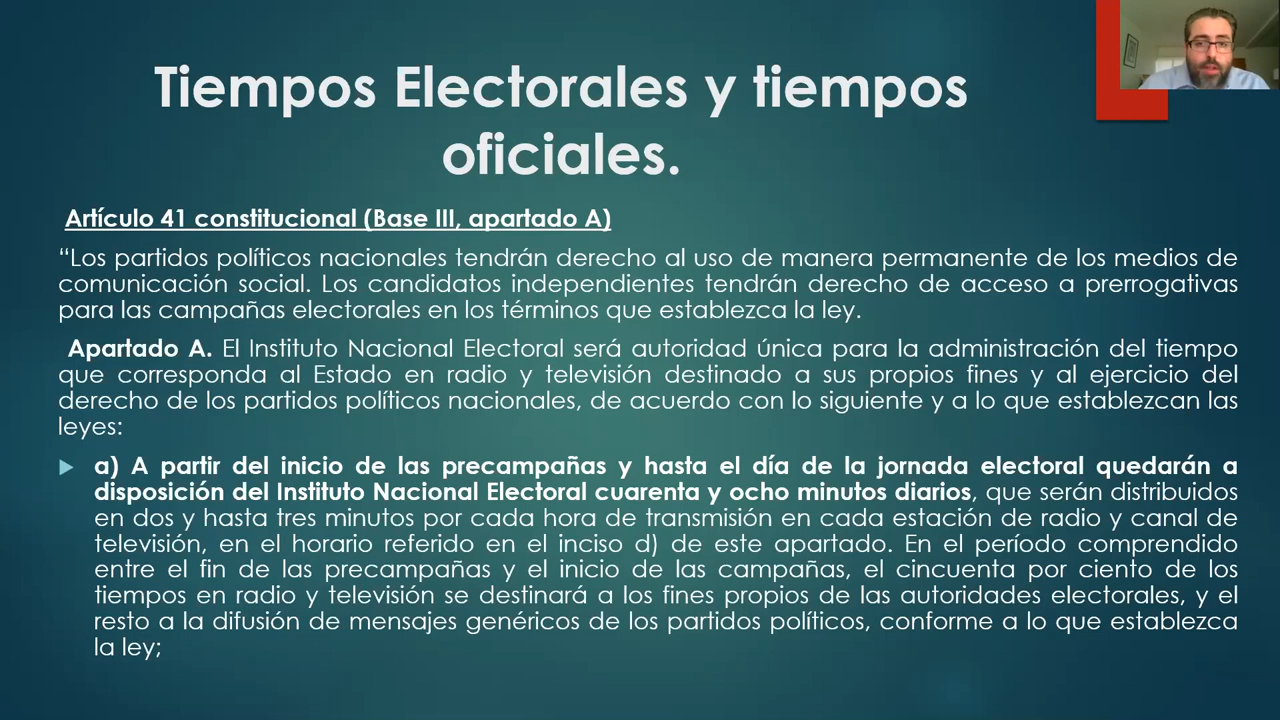 Tiempos Electorales y tiempos
oficiales.
Artículo 41 constitucional (Base III, apartado A)
“Los partidos políticos nacionales tendrán derecho al uso de manera permanente de los medios de
comunicación social. Los candidatos independientes tendrán derecho de acceso a prerrogativas
para las campañas electorales en los términos que establezca la ley.
Apartado A. El Instituto Nacional Electoral será autoridad única para la administración del tiempo
que corresponda al Estado en radio y televisión destinado a sus propios fines y al ejercicio del
derecho de los partidos políticos nacionales, de acuerdo con lo siguiente y a lo que establezcan las
leyes:
a) A partir del inicio de las precampañas y hasta el día de la jornada electoral quedarán a
disposición del Instituto Nacional Electoral cuarenta y ocho minutos diarios, que serán distribuidos
en dos y hasta tres minutos por cada hora de transmisión en cada estación de radio y canal de
televisión, en el horario referido en el inciso d) de este apartado. En el período comprendido
entre el fin de las precampañas y el inicio de las campañas, el cincuenta por ciento de los
tiempos en radio y televisión se destinará a los fines propios de las autoridades electorales, y el
resto a la difusión de mensajes genéricos de los partidos políticos, conforme a lo que establezca
la ley;